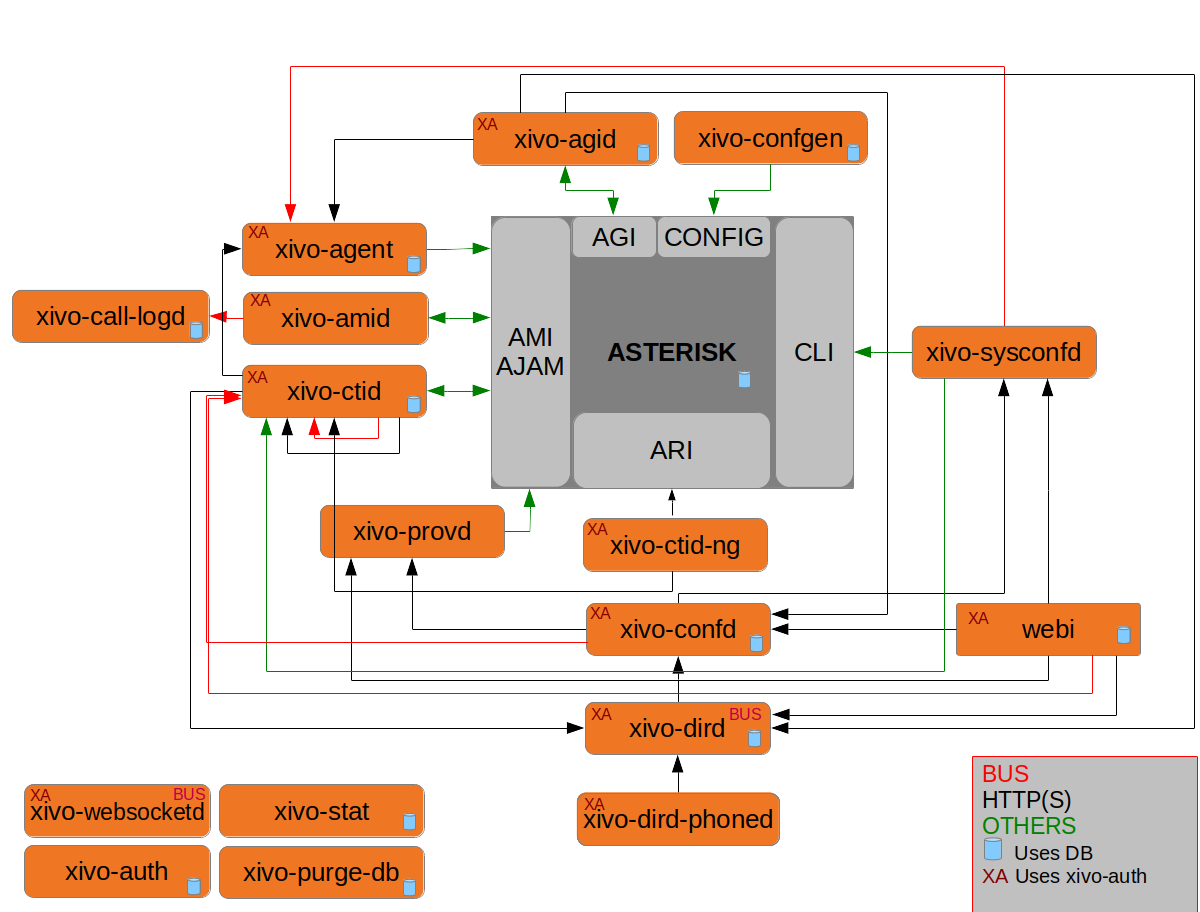 XA
xivo-agid
xivo-confgen
XA
xivo-agent
AGI
CONFIG
xivo-call-logd
XA
xivo-amid
AMI
AJAM
ASTERISK
CLI
xivo-sysconfd
XA
xivo-ctid
ARI
xivo-provd
XA
xivo-ctid-ng
XA
xivo-confd
XA
webi
XA
BUS
xivo-dird
XA
BUS
xivo-websocketd
xivo-stat
XA
xivo-dird-phoned
xivo-auth
xivo-purge-db
BUS
HTTP(S)
OTHERS
Uses DB
XA Uses xivo-auth